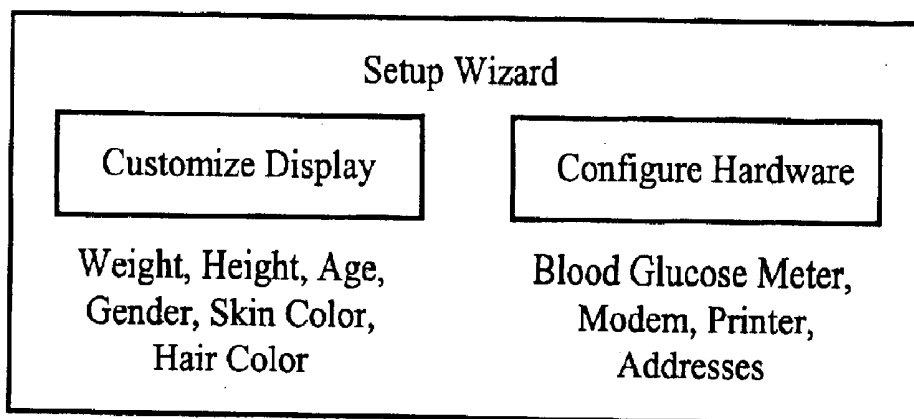 Setup Wizard
Customize Display
Weight, Height, Age,
Gender, Skin Color,
Hair Color
Configure Hardware
Blood Glucose Meter,
Modem, Printer,
Addresses